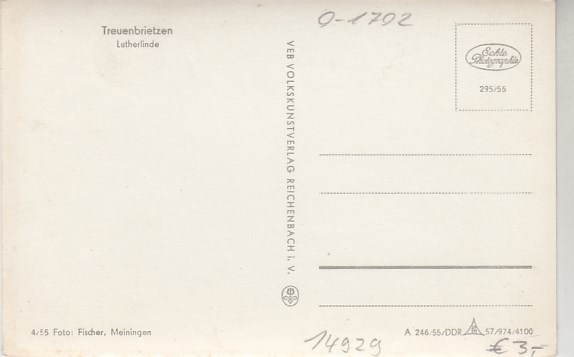 Treuenbrietzen
Lutherlinde
O-1702
Echte
Photographie
295/55
VEB VOLKSKUNSTVERLAG REICHENBACH i. V.
4/55 Foto: Fischer, Meiningen
14929
A 246/55/DDR 57/974/4100
€ 3,-